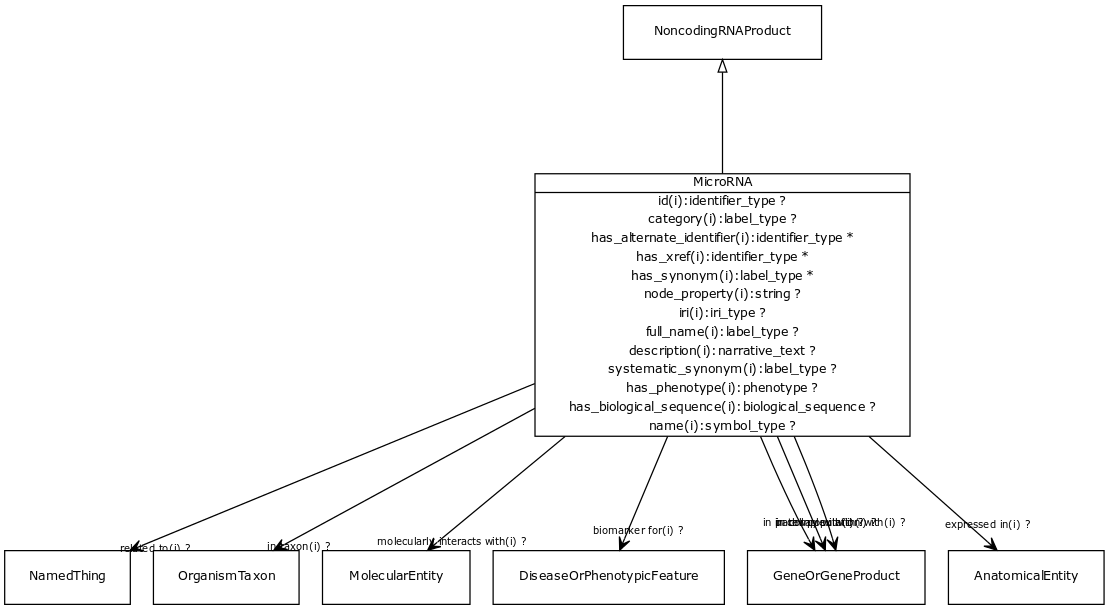 NoncodingRNAProduct
MicroRNA
id(i):identifier_type ?
category(i):label_type ?
has_alternate_identifier(i):identifier_type *
has_xref(i):identifier_type *
has_synonym(i):label_type *
node_property(i):string ?
iri(i):iri_type ?
full_name(i):label_type ?
description(i):narrative_text ?
systematic_synonym(i):label_type ?
has_phenotype(i):phenotype ?
has_biological_sequence(i):biological_sequence ?
name(i):symbol_type ?
related to(i) ?
in taxon(i) ?
molecularly interacts with(i) ?
biomarker for(i) ?
expressed in(i) ?
NamedThing
OrganismTaxon
MolecularEntity
DiseaseOrPhenotypicFeature
GeneOrGeneProduct
AnatomicalEntity